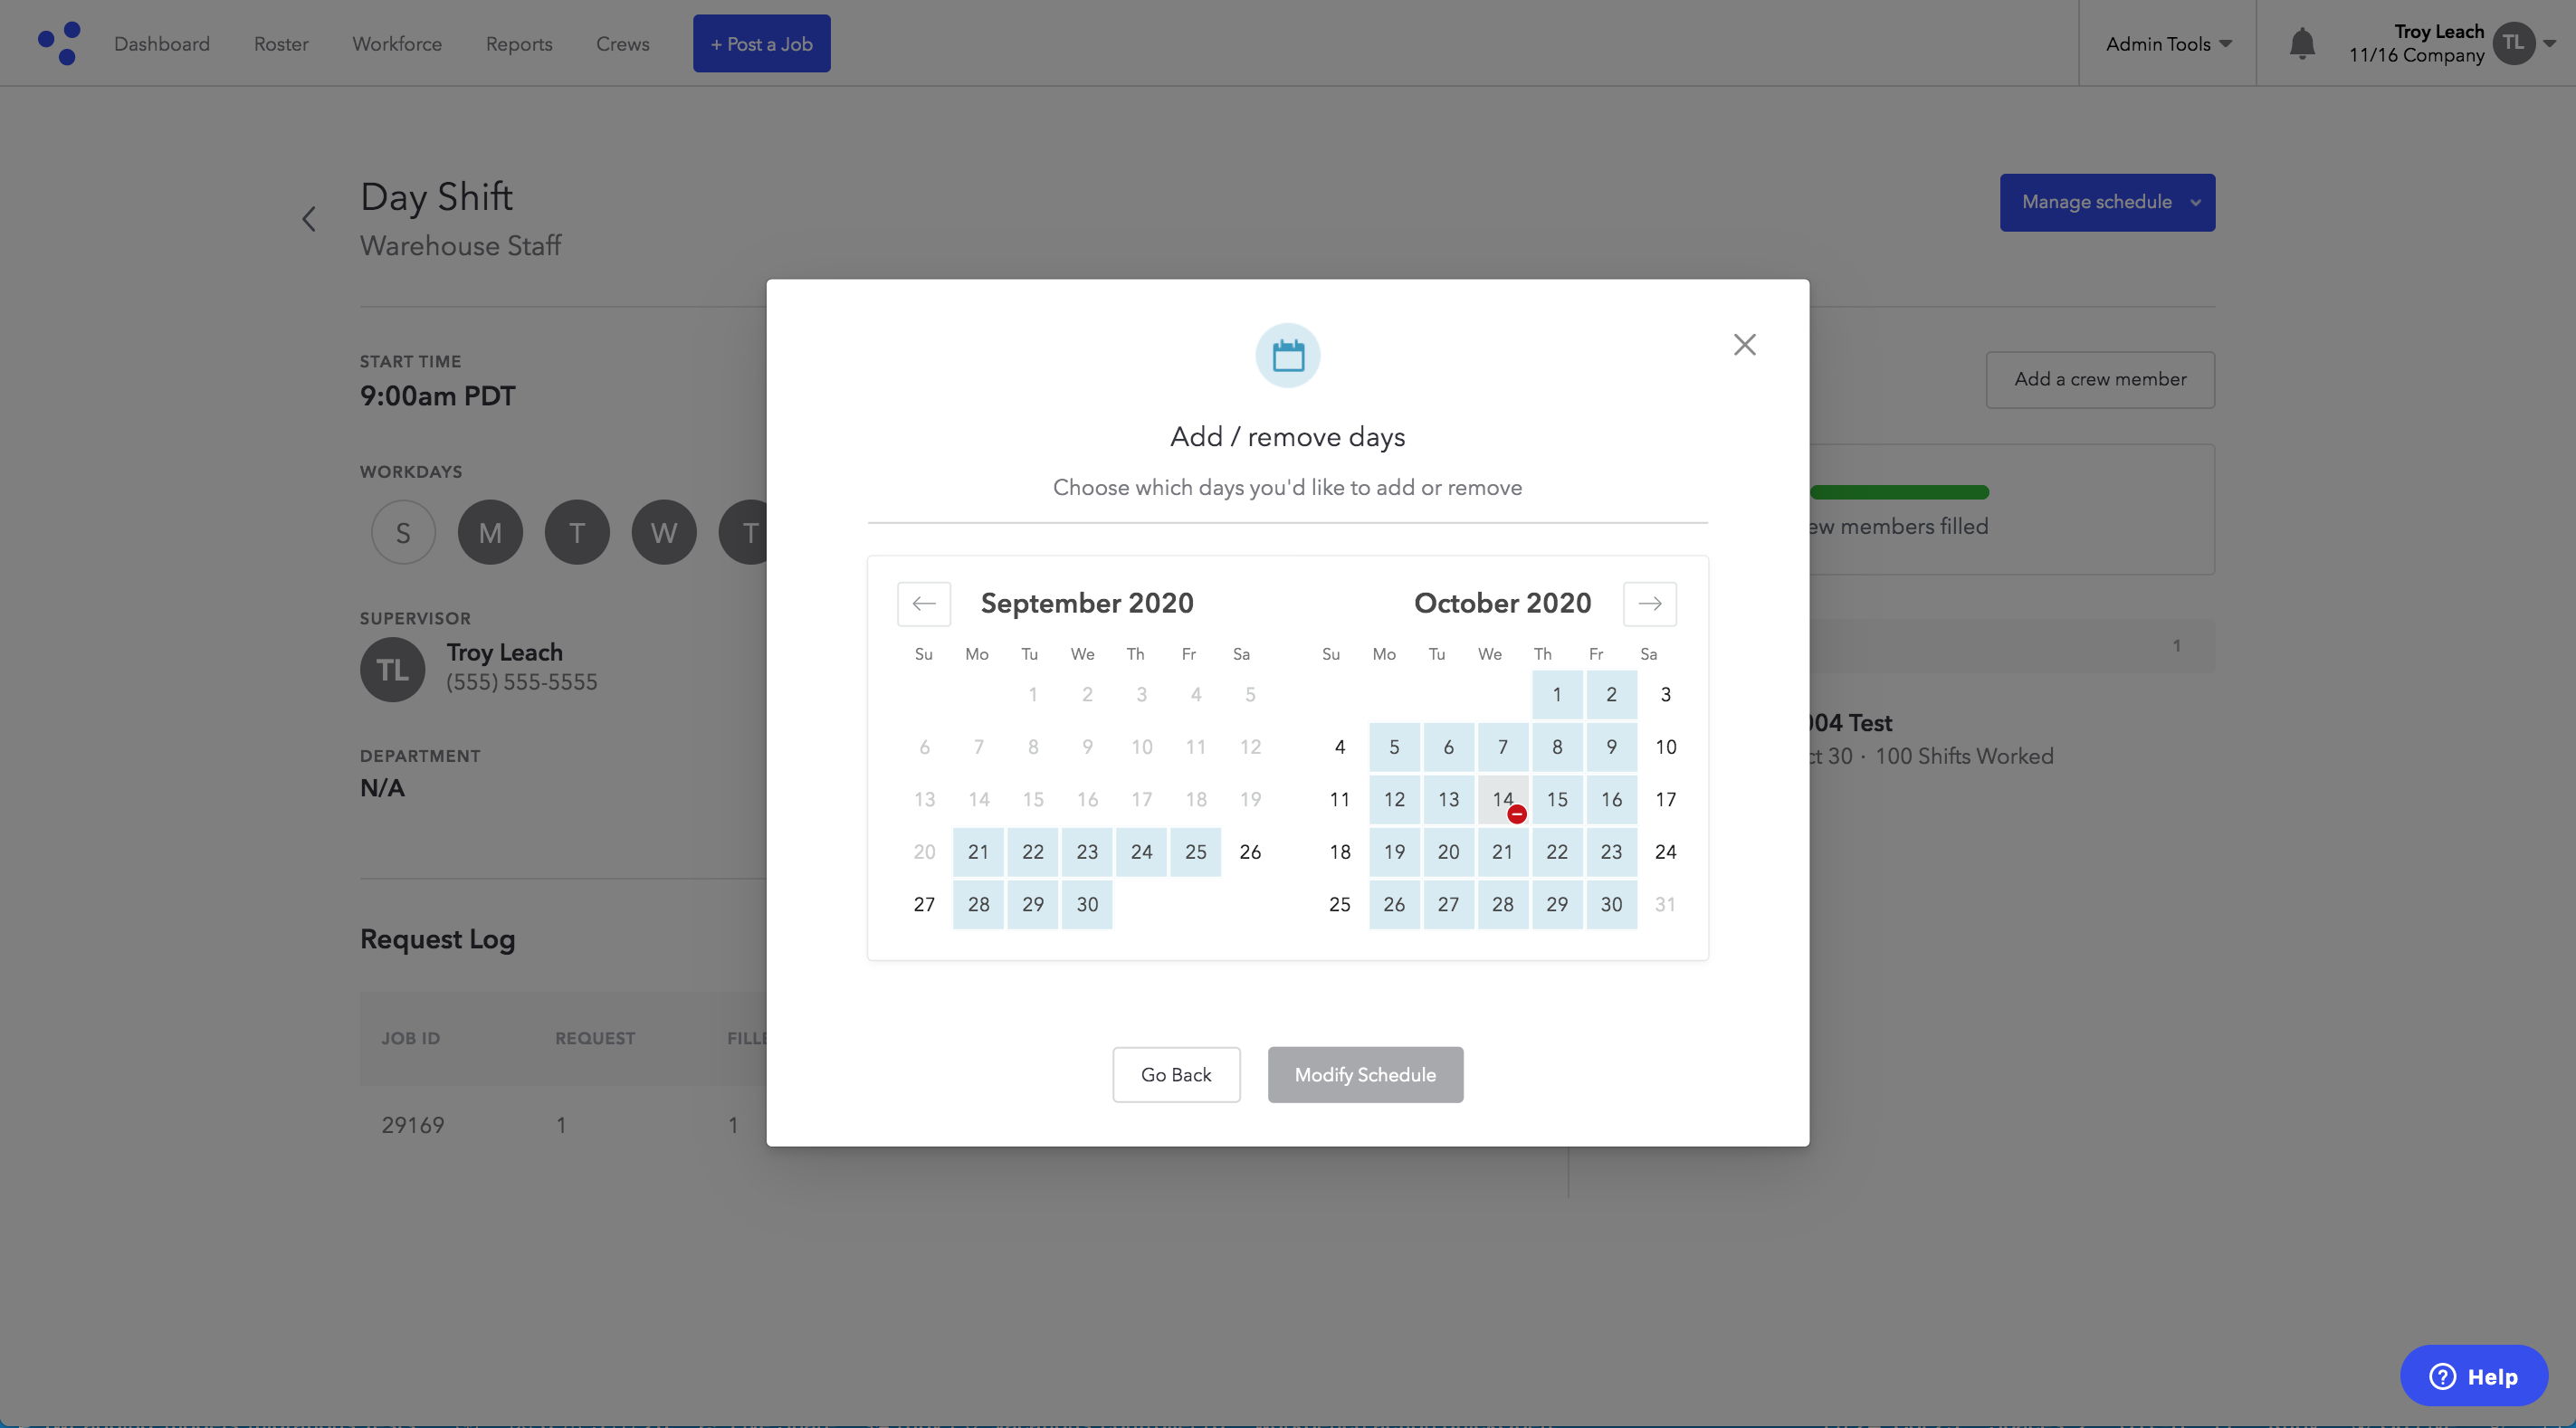 Dashboard
Roster
Workforce
Reports
Crews
+ Post a Job
Admin Tools
Troy Leach
11/16 Company
TL
Day Shift
Warehouse Staff
Manage schedule
START TIME
9:00am PDT
WORKDAYS
S M T W T
SUPERVISOR
TL
Troy Leach
(555) 555-5555
DEPARTMENT
N/A
Request Log
JOB ID REQUEST
29169 1 1
Add / remove days
Choose which days you'd like to add or remove
September 2020
Su Mo Tu We Th Fr Sa
1 2 3 4 5
6 7 8 9 10 11 12
13 14 15 16 17 18 19
20 21 22 23 24 25 26
27 28 29 30
October 2020
Su Mo Tu We Th Fr Sa
1 2 3
4 5 6 7 8 9 10
11 12 13 14 15 16 17
18 19 20 21 22 23 24
25 26 27 28 29 30 31
Go Back
Modify Schedule
Add a crew member
members filled
1
Test
30 · 100 Shifts Worked
Help